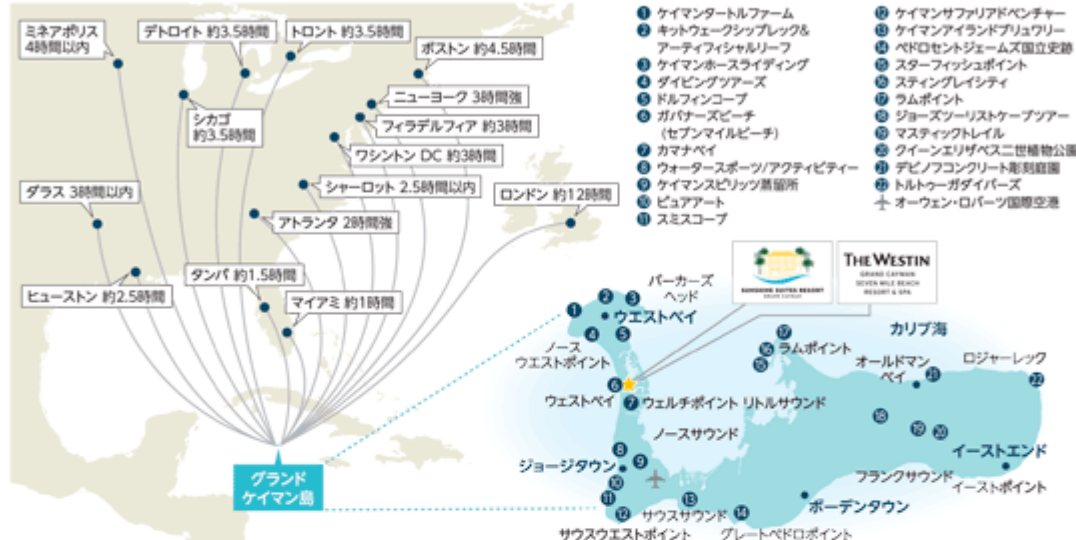 ミネアポリス
4時間以内
デトロイト 約3.5時間
トロント 約3.5時間
ボストン 約4.5時間
ニューヨーク 3時間強
シカゴ
約3.5時間
フィラデルフィア 約3時間
ワシントン DC 約3時間
シャーロット 2.5時間以内
ダラス 3時間以内
ロンドン 約12時間
アトランタ 2時間強
タンパ 約1.5時間
ヒューストン 約2.5時間
マイアミ 約1時間
グランド
ケイマン島
1 ケイマンタートルファーム
2 キットウェークシップレック&
アーティフィシャルリーフ
3 ケイマンホースライディング
4 ダイビングツアーズ
5 ドルフィンコーブ
6 ガバナーズビーチ
(セブンマイルビーチ)
7 カマナベイ
8 ウォータースポーツ/アクティビティー
9 ケイマンスピリッツ蒸留所
10 ピュアアート
11 スミスコーブ
12 ケイマンサファリアドベンチャー
13 ケイマンアイランドブリュワリー
14 ペドロセントジェームズ国立史跡
15 スターフィッシュポイント
16 スティングレイシティ
17 ラムポイント
18 ジョーズツーリストケーブツアー
19 マスティックトレイル
20 クイーンエリザベス二世植物公園
21 デビノフコンクリート彫刻庭園
22 トルトゥーガダイバーズ
オーウェン・ロバーツ国際空港
SUNSHINE SUITES RESORT
GRAND CAYMAN
THE WESTIN
GRAND CAYMAN
SEVEN MILE BEACH
RESORT & SPA
バーカーズ
ヘッド
1
2
3
ウエストベイ
4
5
ノース
ウエストポイント
カリブ海
17
16 ラムポイント
15
オールドマン
ベイ
21
ロジャーレック
22
6
ウェストベイ
7 ウェルチポイント
リトルサウンド
18
19
20
ノースサウンド
8
ジョージタウン
9
10
イーストエンド
フランクサウンド
イーストポイント
11
12
13
サウスサウンド
14
ボーデンタウン
サウスウエストポイント
グレートペドロポイント